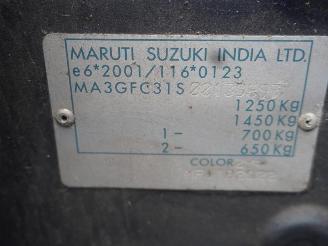 MARUTI SUZUKI INDIA LTD.
e6*2001/116*0123
MA3GFC31S
1250Kg
1450Kg
1- 700Kg
2- 650Kg
COLOR